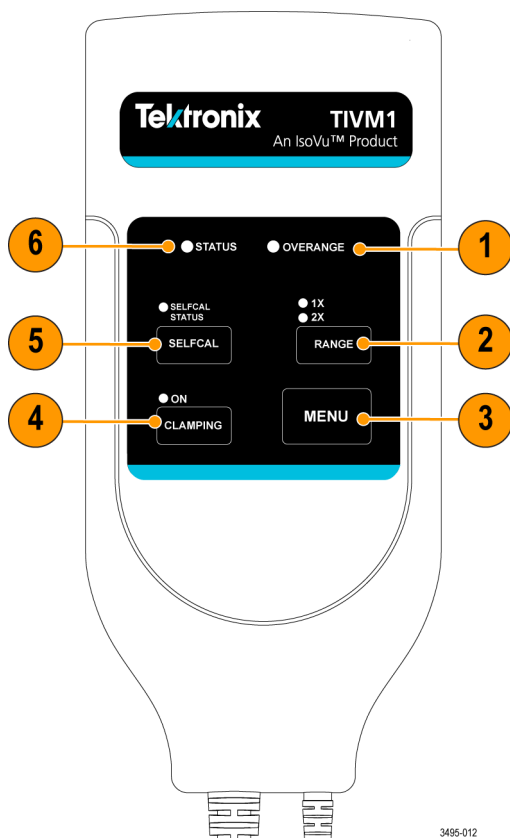 Tektronix TIVM1
An IsoVu™ Product
6 STATUS OVERANGE 1
SELFCAL
STATUS
1X
2X
5 SELFCAL RANGE 2
ON
4 CLAMPING MENU 3
3495-012